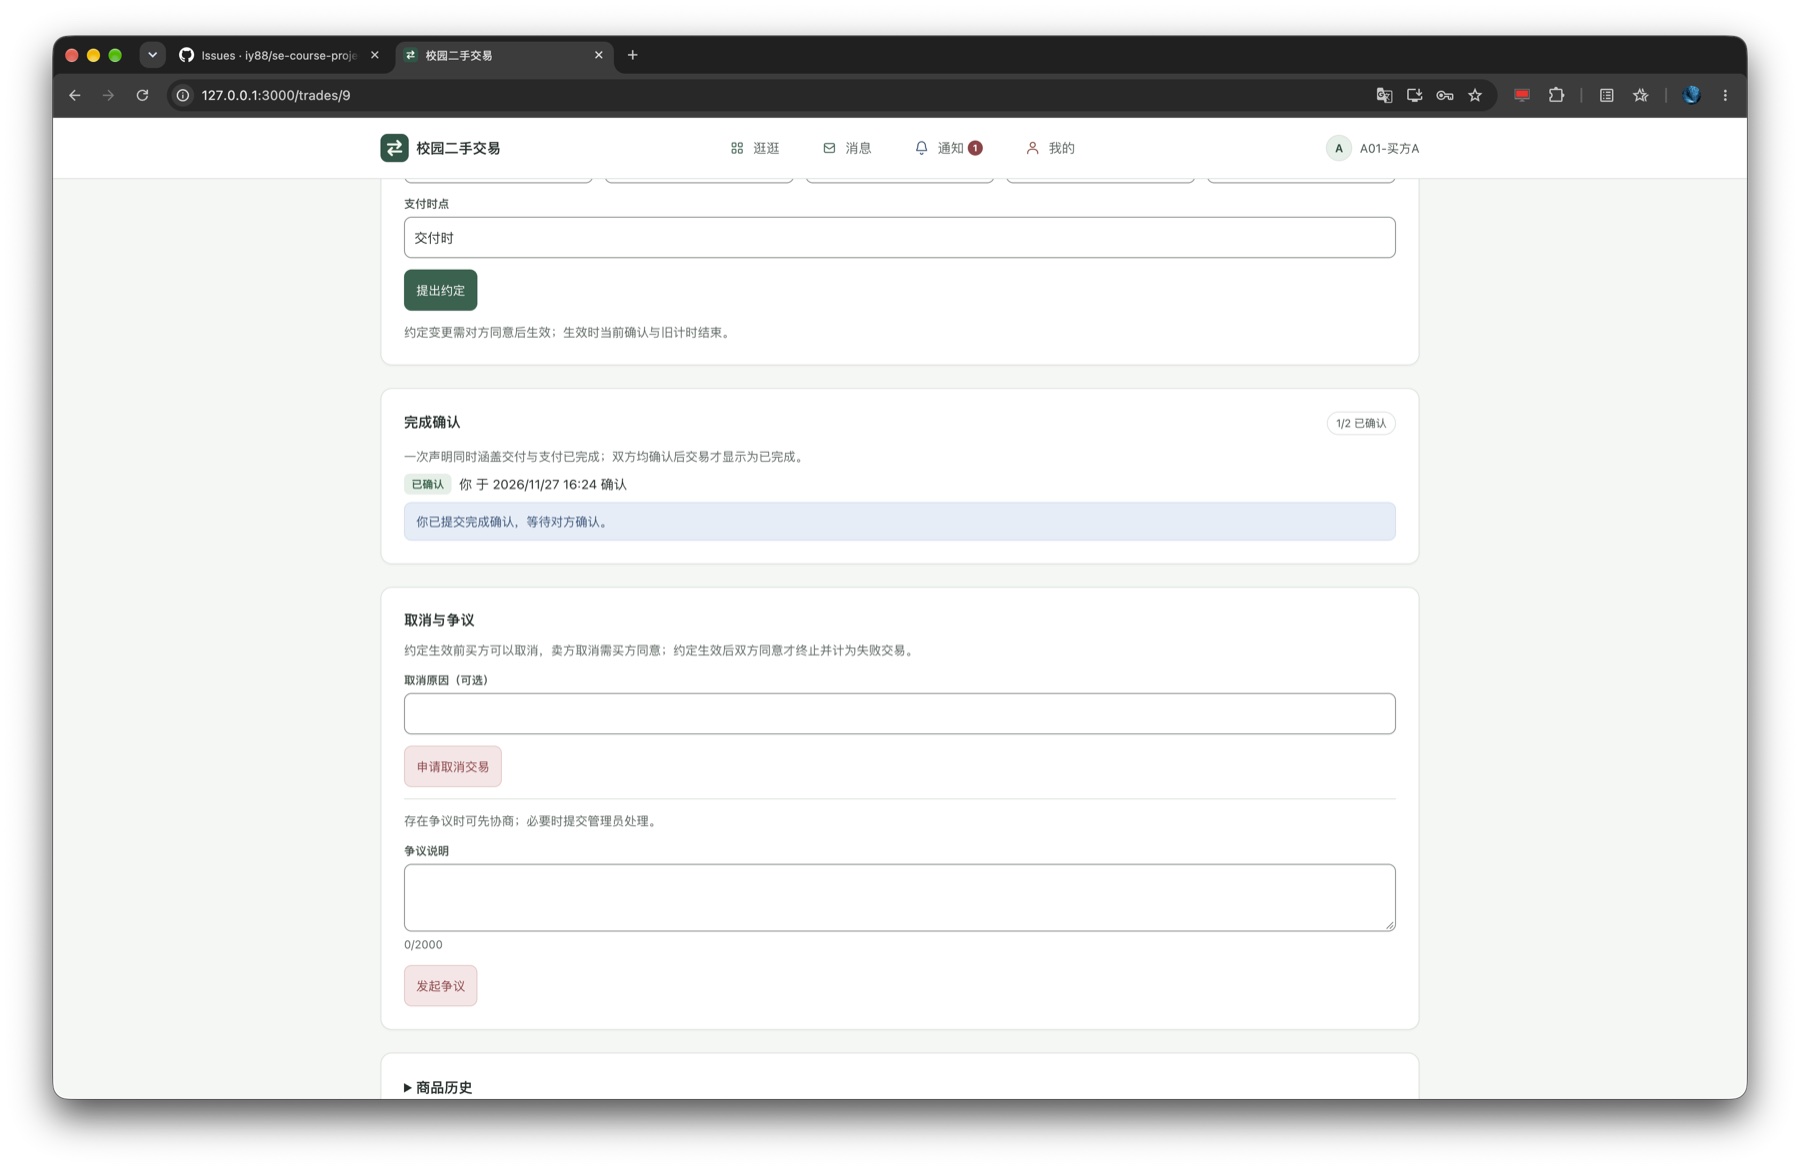 Issues · iy88/se-course-proje
校园二手交易
127.0.0.1:3000/trades/9
校园二手交易
逛逛
消息
通知 1
我的
A A01-买方A
支付时点
交付时
提出约定
约定变更需对方同意后生效；生效时当前确认与旧计时结束。
完成确认
1/2 已确认
一次声明同时涵盖交付与支付已完成；双方均确认后交易才显示为已完成。
已确认 你 于 2026/11/27 16:24 确认
你已提交完成确认，等待对方确认。
取消与争议
约定生效前买方可以取消，卖方取消需买方同意；约定生效后双方同意才终止并计为失败交易。
取消原因（可选）
申请取消交易
存在争议时可先协商；必要时提交管理员处理。
争议说明
0/2000
发起争议
▶ 商品历史